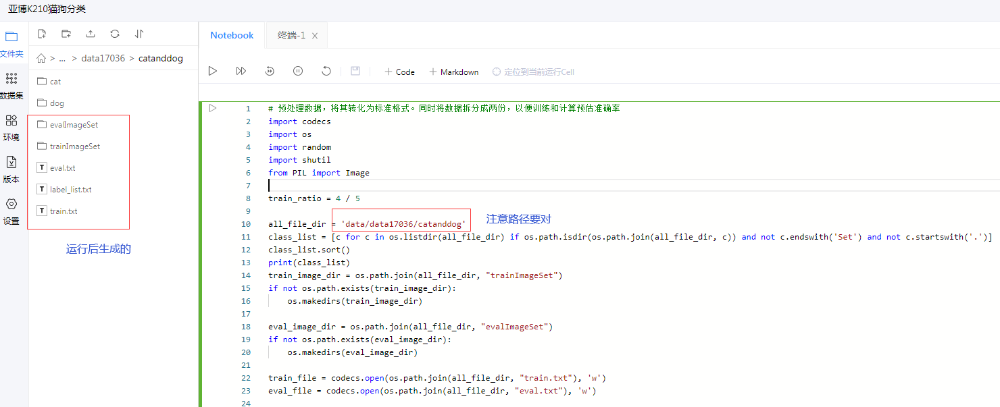 亚博K210猫狗分类
文件夹
数据集
环境
版本
设置
> ... > data17036 > catanddog
cat
dog
evalImageSet
trainImageSet
T eval.txt
T label_list.txt
T train.txt
运行后生成的
Notebook
终端-1 ×
+ Code + Markdown 定位到当前运行Cell
1 # 预处理数据，将其转化为标准格式。同时将数据拆分成两份，以便训练和计算预估准确率
2 import codecs
3 import os
4 import random
5 import shutil
6 from PIL import Image
7
8 train_ratio = 4 / 5
9
10 all_file_dir = 'data/data17036/catanddog'
注意路径要对
11 class_list = [c for c in os.listdir(all_file_dir) if os.path.isdir(os.path.join(all_file_dir, c)) and not c.endswith('Set') and not c.startswith('.')]
12 class_list.sort()
13 print(class_list)
14 train_image_dir = os.path.join(all_file_dir, "trainImageSet")
15 if not os.path.exists(train_image_dir):
16     os.makedirs(train_image_dir)
17
18 eval_image_dir = os.path.join(all_file_dir, "evalImageSet")
19 if not os.path.exists(eval_image_dir):
20     os.makedirs(eval_image_dir)
21
22 train_file = codecs.open(os.path.join(all_file_dir, "train.txt"), 'w')
23 eval_file = codecs.open(os.path.join(all_file_dir, "eval.txt"), 'w')
24